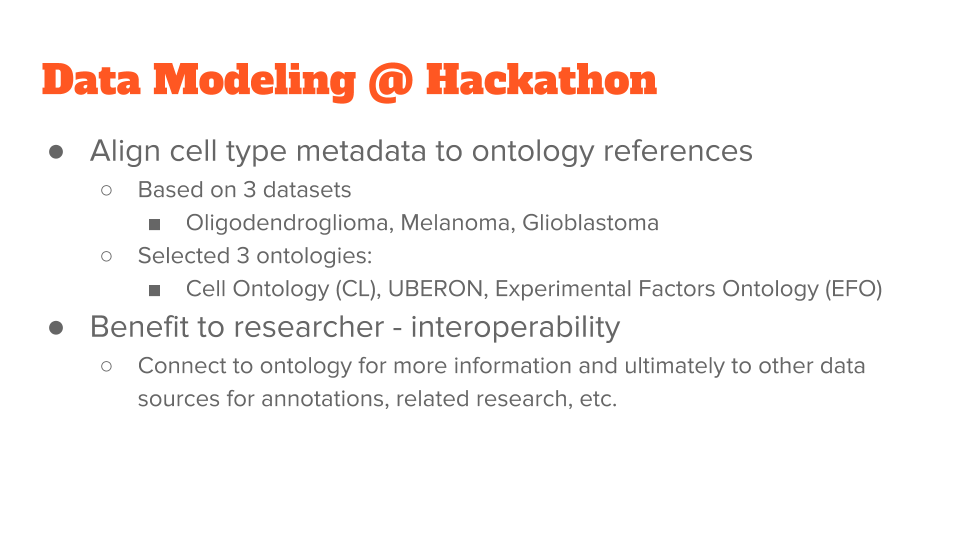 Data Modeling @ Hackathon
● Align cell type metadata to ontology references
○ Based on 3 datasets
■ Oligodendroglioma, Melanoma, Glioblastoma
○ Selected 3 ontologies:
■ Cell Ontology (CL), UBERON, Experimental Factors Ontology (EFO)
● Benefit to researcher - interoperability
○ Connect to ontology for more information and ultimately to other data
sources for annotations, related research, etc.